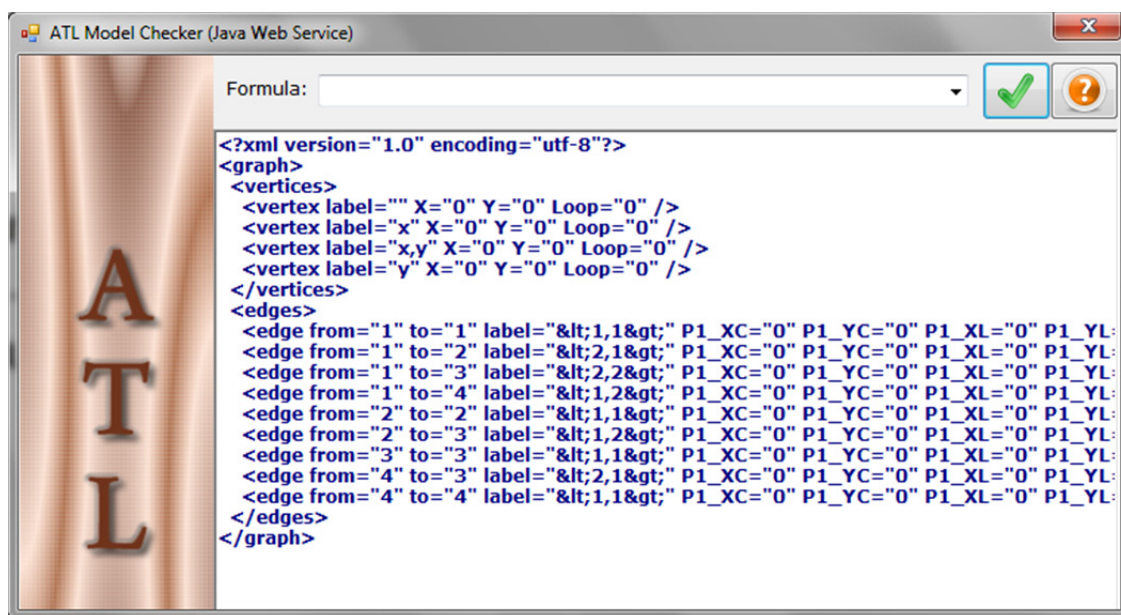 ATL Model Checker (Java Web Service)
Formula:
<?xml version="1.0" encoding="utf-8"?>
<graph>
<vertices>
<vertex label="" X="0" Y="0" Loop="0" />
<vertex label="x" X="0" Y="0" Loop="0" />
<vertex label="x,y" X="0" Y="0" Loop="0" />
<vertex label="y" X="0" Y="0" Loop="0" />
</vertices>
<edges>
<edge from="1" to="1" label="&lt;1,1&gt;" P1_XC="0" P1_YC="0" P1_XL="0" P1_YL=
<edge from="1" to="2" label="&lt;2,1&gt;" P1_XC="0" P1_YC="0" P1_XL="0" P1_YL=
<edge from="1" to="3" label="&lt;2,2&gt;" P1_XC="0" P1_YC="0" P1_XL="0" P1_YL=
<edge from="1" to="4" label="&lt;1,2&gt;" P1_XC="0" P1_YC="0" P1_XL="0" P1_YL=
<edge from="2" to="2" label="&lt;1,1&gt;" P1_XC="0" P1_YC="0" P1_XL="0" P1_YL=
<edge from="2" to="3" label="&lt;1,2&gt;" P1_XC="0" P1_YC="0" P1_XL="0" P1_YL=
<edge from="3" to="3" label="&lt;1,1&gt;" P1_XC="0" P1_YC="0" P1_XL="0" P1_YL=
<edge from="4" to="3" label="&lt;2,1&gt;" P1_XC="0" P1_YC="0" P1_XL="0" P1_YL=
<edge from="4" to="4" label="&lt;1,1&gt;" P1_XC="0" P1_YC="0" P1_XL="0" P1_YL=
</edges>
</graph>
A
T
L